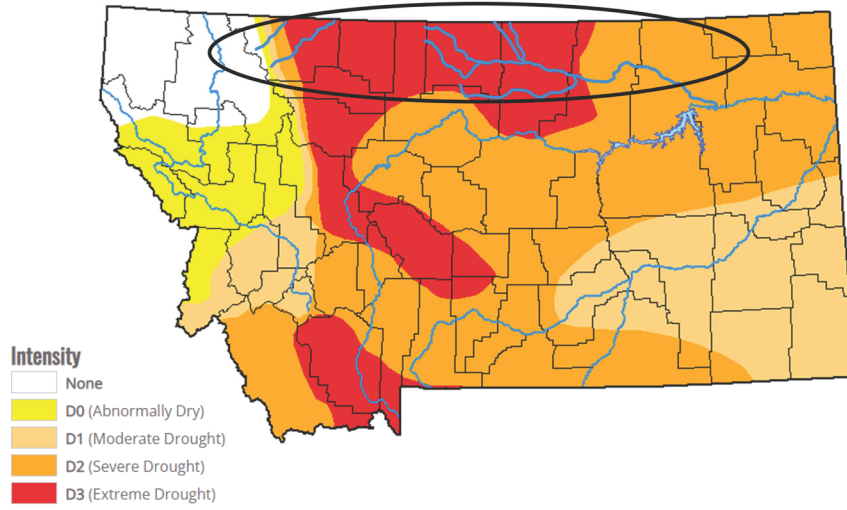 Intensity
None
D0 (Abnormally Dry)
D1 (Moderate Drought)
D2 (Severe Drought)
D3 (Extreme Drought)